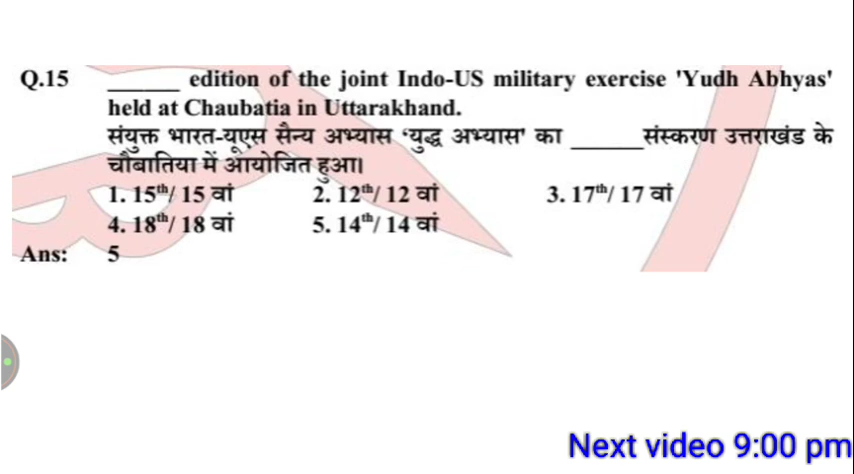 Q.15 ______ edition of the joint Indo-US military exercise 'Yudh Abhyas'
held at Chaubatia in Uttarakhand.
संयुक्त भारत-यूएस सैन्य अभ्यास ‘युद्ध अभ्यास' का ______संस्करण उत्तराखंड के
चौबातिया में आयोजित हुआ।
1. 15th/ 15 वां 2. 12th/ 12 वां 3. 17th/ 17 वां
4. 18th/ 18 वां 5. 14th/ 14 वां
Ans: 5
Next video 9:00 pm